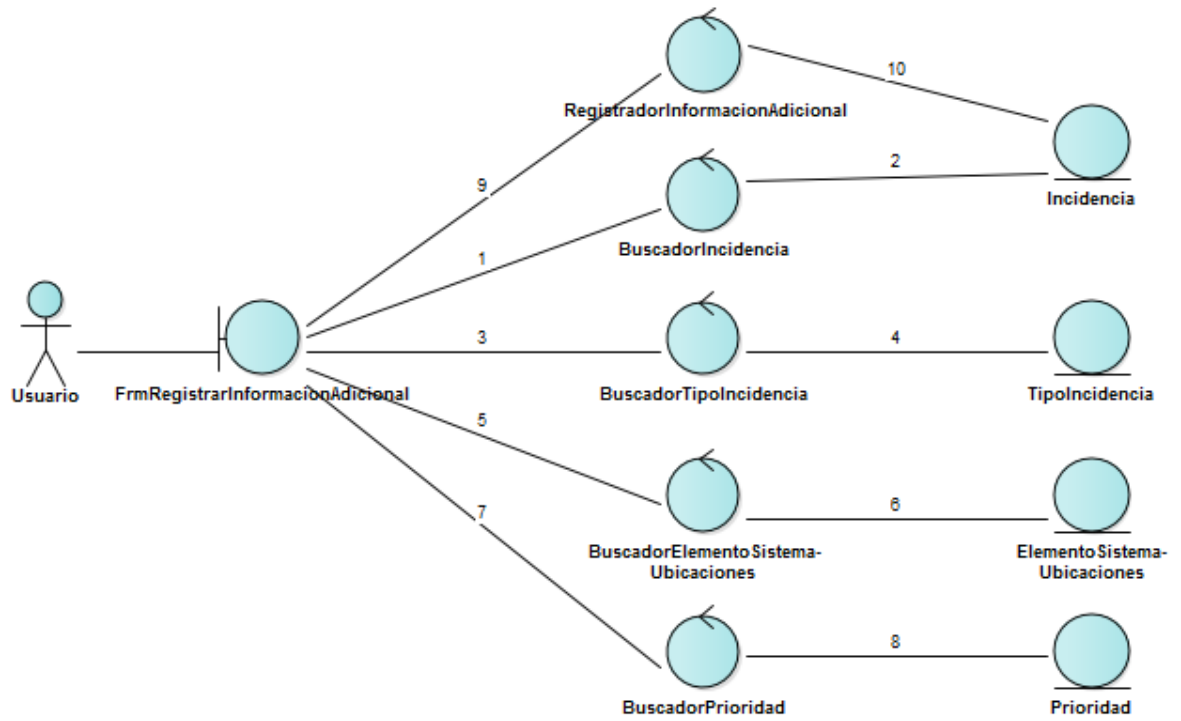 RegistradorInformacionAdicional
10
Incidencia
9
2
BuscadorIncidencia
1
Usuario
FrmRegistrarInformacionAdicional
3
BuscadorTipoIncidencia
4
TipoIncidencia
5
BuscadorElementoSistema-
Ubicaciones
6
ElementoSistema-
Ubicaciones
7
BuscadorPrioridad
8
Prioridad